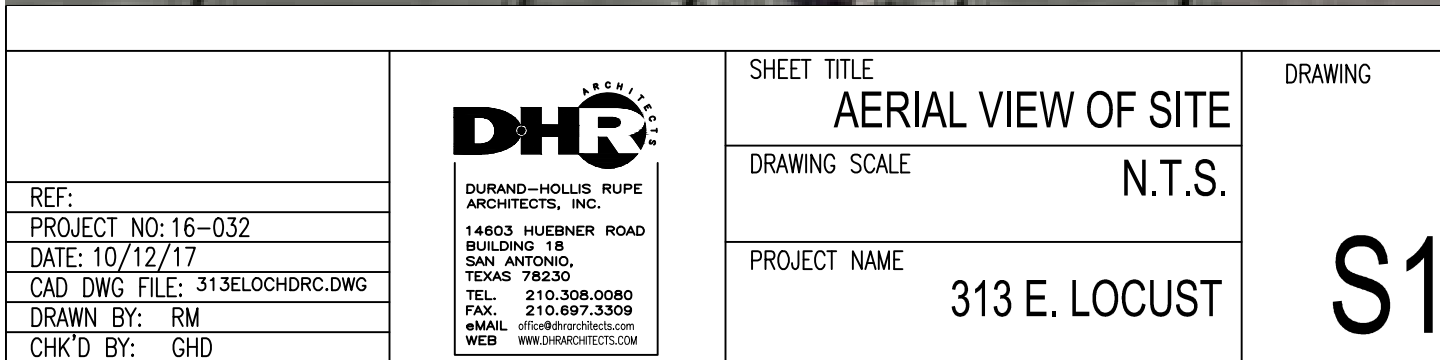 REF:
PROJECT NO: 16-032
DATE: 10/12/17
CAD DWG FILE: 313ELOCHDRC.DWG
DRAWN BY: RM
CHK'D BY: GHD
ARCHITECTS
DHR
DURAND-HOLLIS RUPE
ARCHITECTS, INC.
14603 HUEBNER ROAD
BUILDING 18
SAN ANTONIO,
TEXAS 78230
TEL. 210.308.0080
FAX. 210.697.3309
eMAIL office@dhrarchitects.com
WEB WWW.DHRARCHITECTS.COM
SHEET TITLE
AERIAL VIEW OF SITE
DRAWING SCALE
N.T.S.
PROJECT NAME
313 E. LOCUST
DRAWING
S1